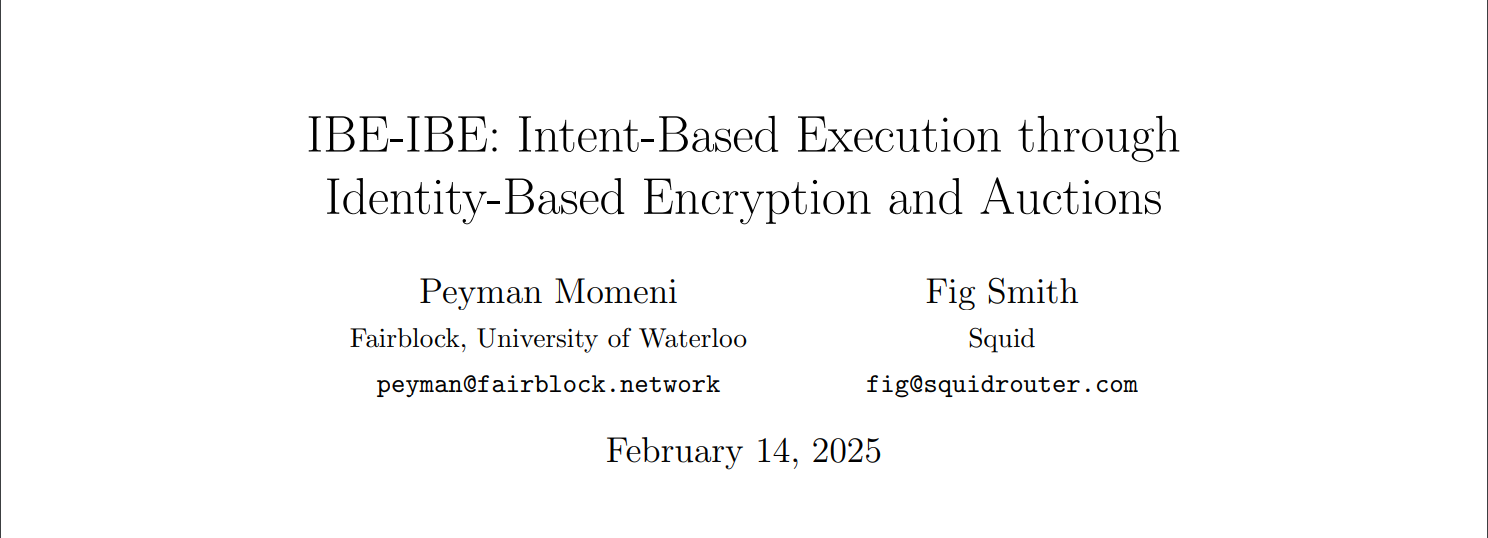 IBE-IBE: Intent-Based Execution through
Identity-Based Encryption and Auctions
Peyman Momeni
Fairblock, University of Waterloo
peyman@fairblock.network
Fig Smith
Squid
fig@squidrouter.com
February 14, 2025